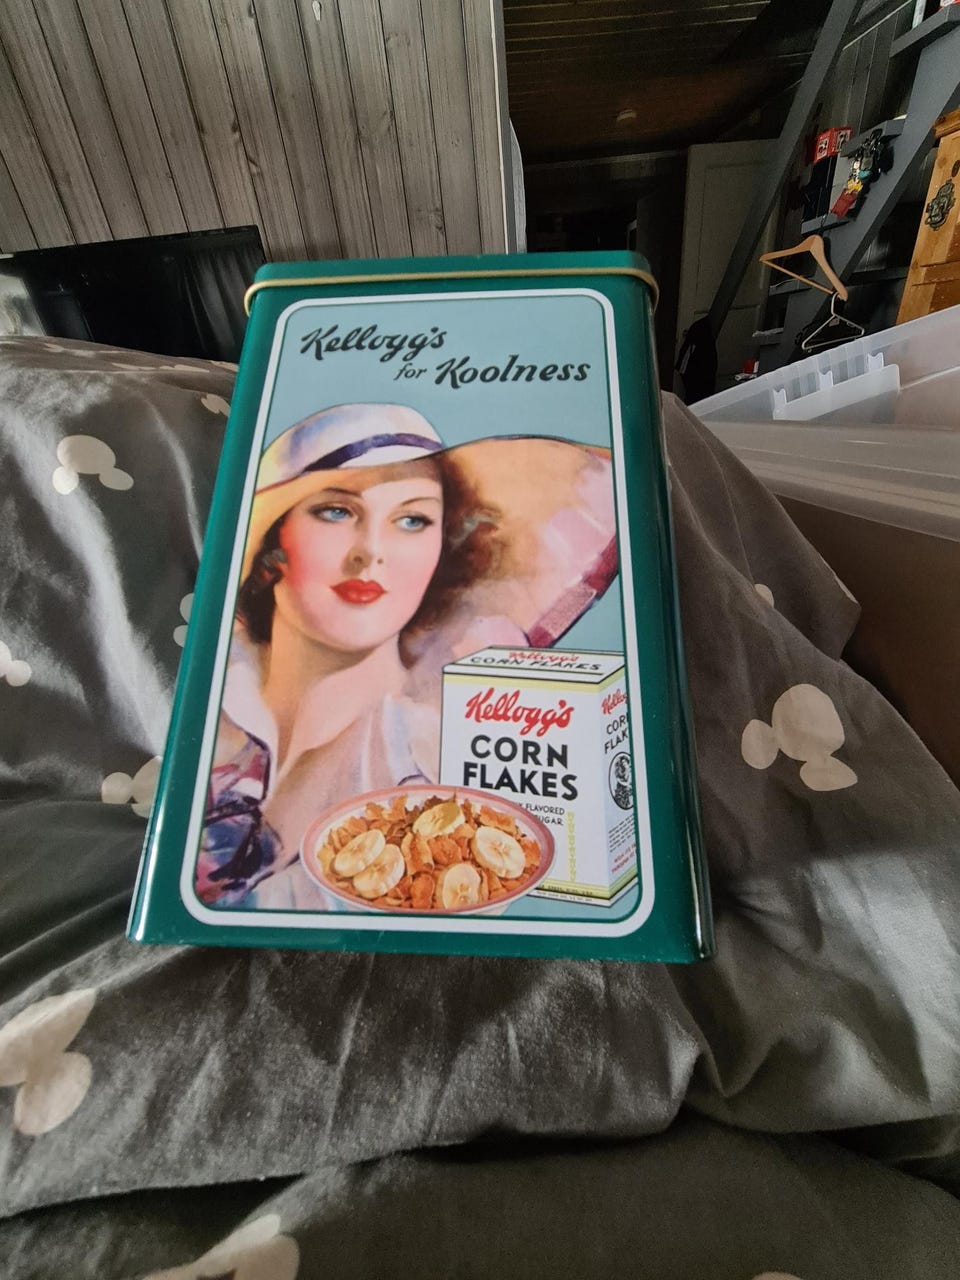 Kellogg's
for Koolness
Kellogg's
CORN FLAKES
Kellogg's
CORN
FLAKES
FLAVORED
SUGAR